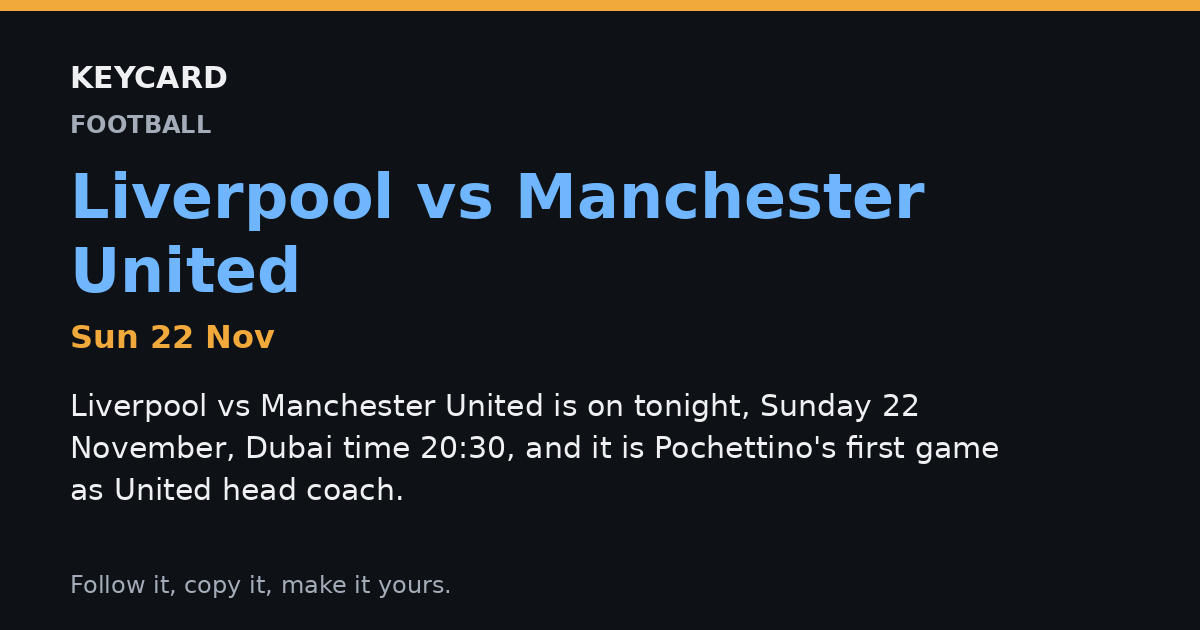 KEYCARD
FOOTBALL
Liverpool vs Manchester
United
Sun 22 Nov
Liverpool vs Manchester United is on tonight, Sunday 22
November, Dubai time 20:30, and it is Pochettino's first game
as United head coach.
Follow it, copy it, make it yours.